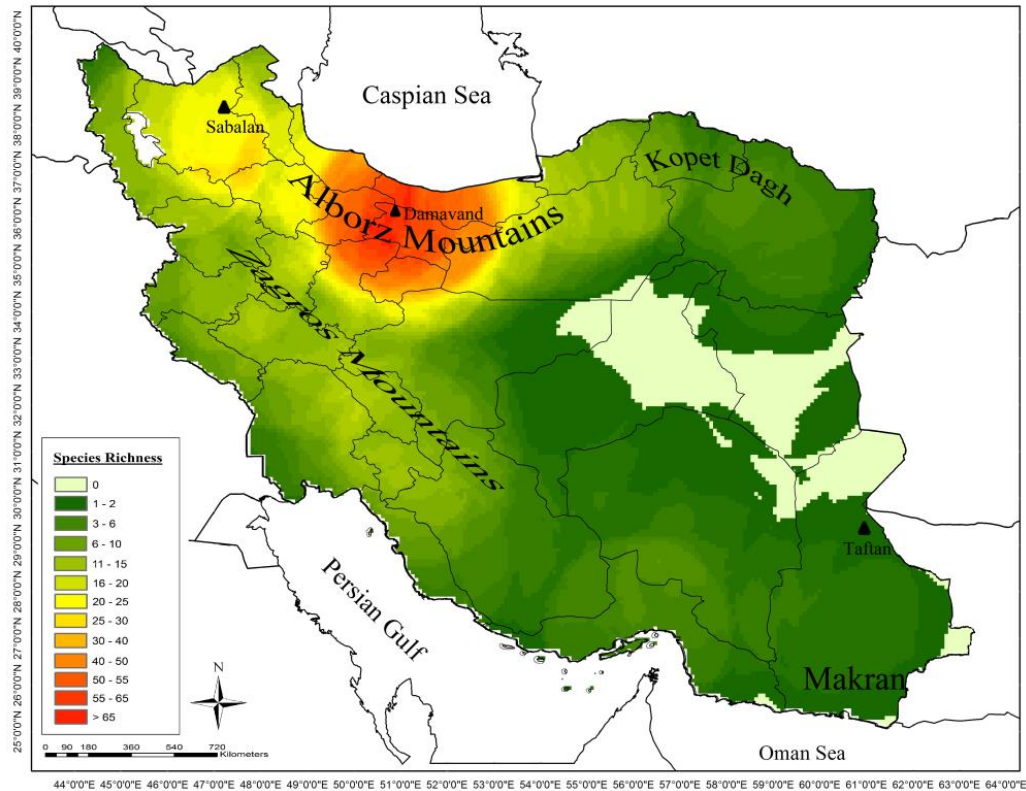 40°0'0"N
39°0'0"N
38°0'0"N
37°0'0"N
36°0'0"N
35°0'0"N
34°0'0"N
33°0'0"N
32°0'0"N
31°0'0"N
30°0'0"N
29°0'0"N
28°0'0"N
27°0'0"N
26°0'0"N
25°0'0"N
Caspian Sea
Sabalan
Kopet Dagh
Damavand
Alborz Mountains
Zagros Mountains
Taftan
Persian Gulf
Makran
Oman Sea
Species Richness
0
1 - 2
3 - 6
6 - 10
11 - 15
16 - 20
20 - 25
25 - 30
30 - 40
40 - 50
50 - 55
55 - 65
> 65
N
0 90 180 360 540 720
Kilometers
44°0'0"E 45°0'0"E 46°0'0"E 47°0'0"E 48°0'0"E 49°0'0"E 50°0'0"E 51°0'0"E 52°0'0"E 53°0'0"E 54°0'0"E 55°0'0"E 56°0'0"E 57°0'0"E 58°0'0"E 59°0'0"E 60°0'0"E 61°0'0"E 62°0'0"E 63°0'0"E 64°0'0"E